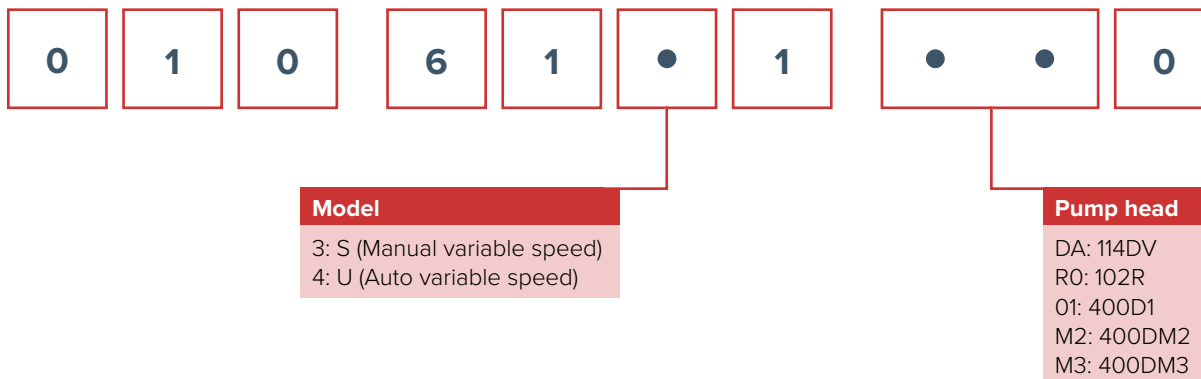 0 1 0 6 1 • 1 • • 0
Model
3: S (Manual variable speed)
4: U (Auto variable speed)
Pump head
DA: 114DV
R0: 102R
01: 400D1
M2: 400DM2
M3: 400DM3